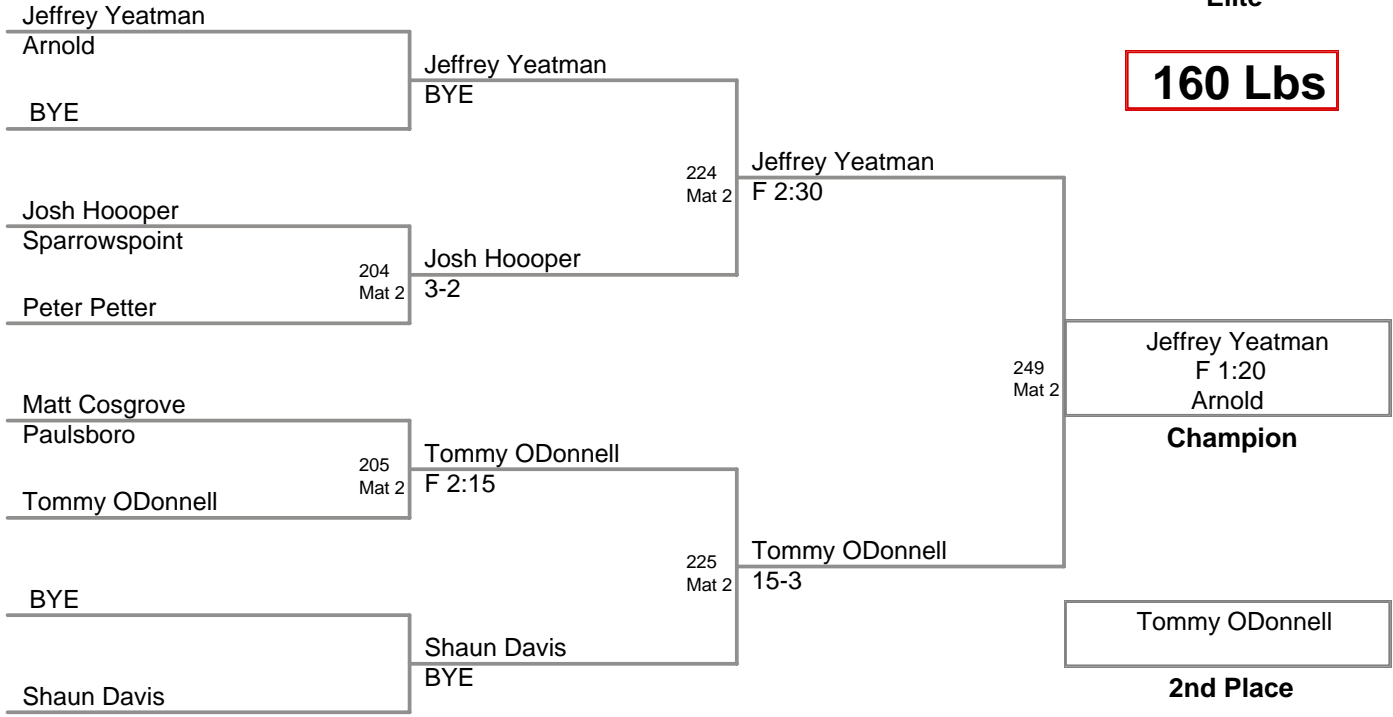 Elite
160 Lbs
Jeffrey Yeatman
Arnold
BYE
Josh Hoooper
Sparrowspoint
Peter Petter
Matt Cosgrove
Paulsboro
Tommy ODonnell
BYE
Shaun Davis
Jeffrey Yeatman
BYE
204
Mat 2
Josh Hoooper
3-2
205
Mat 2
Tommy ODonnell
F 2:15
Shaun Davis
BYE
224
Mat 2
Jeffrey Yeatman
F 2:30
225
Mat 2
Tommy ODonnell
15-3
249
Mat 2
Jeffrey Yeatman
F 1:20
Arnold
Champion
Tommy ODonnell
2nd Place